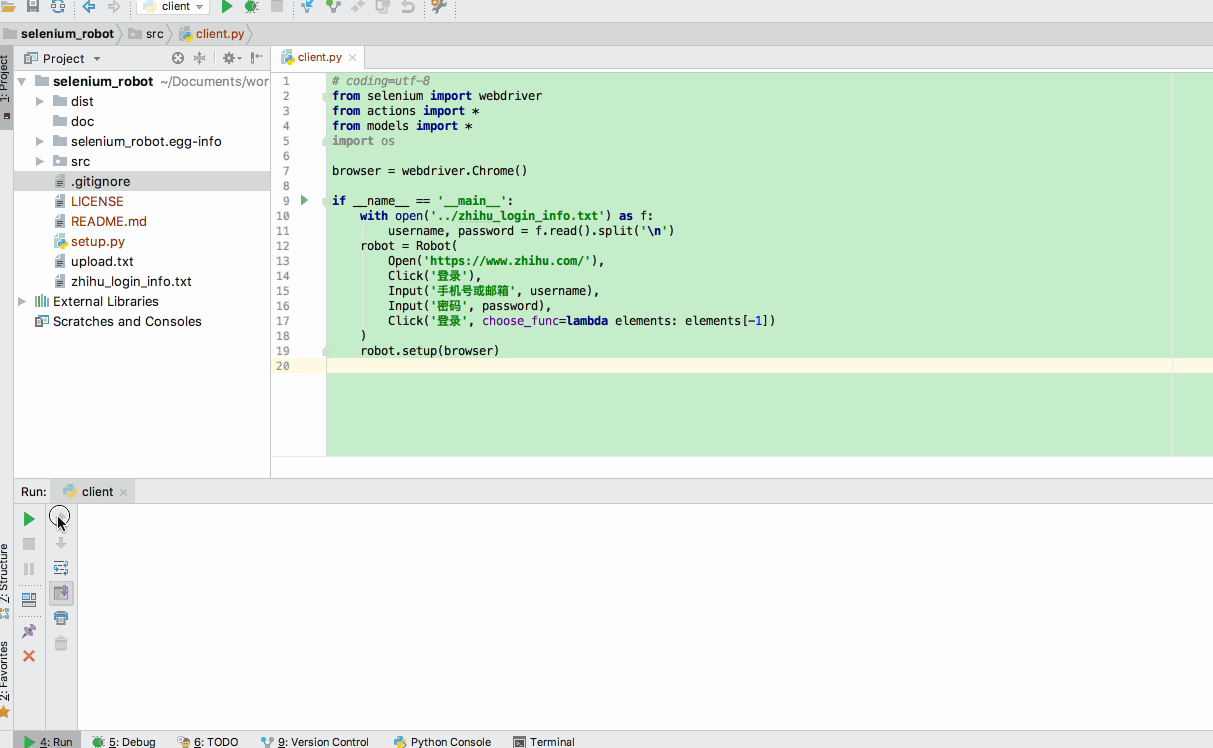 client
selenium_robot src client.py
Project
client.py
1: Project
selenium_robot ~/Documents/wor
dist
doc
selenium_robot.egg-info
src
.gitignore
LICENSE
README.md
setup.py
upload.txt
zhihu_login_info.txt
External Libraries
Scratches and Consoles
1 # coding=utf-8
2 from selenium import webdriver
3 from actions import *
4 from models import *
5 import os
6
7 browser = webdriver.Chrome()
8
9 if __name__ == '__main__':
10 with open('../zhihu_login_info.txt') as f:
11 username, password = f.read().split('\n')
12 robot = Robot(
13 Open('https://www.zhihu.com/'),
14 Click('登录'),
15 Input('手机号或邮箱', username),
16 Input('密码', password),
17 Click('登录', choose_func=lambda elements: elements[-1])
18 )
19 robot.setup(browser)
20
Run: client
7: Structure
2: Favorites
4: Run 5: Debug 6: TODO 9: Version Control Python Console Terminal